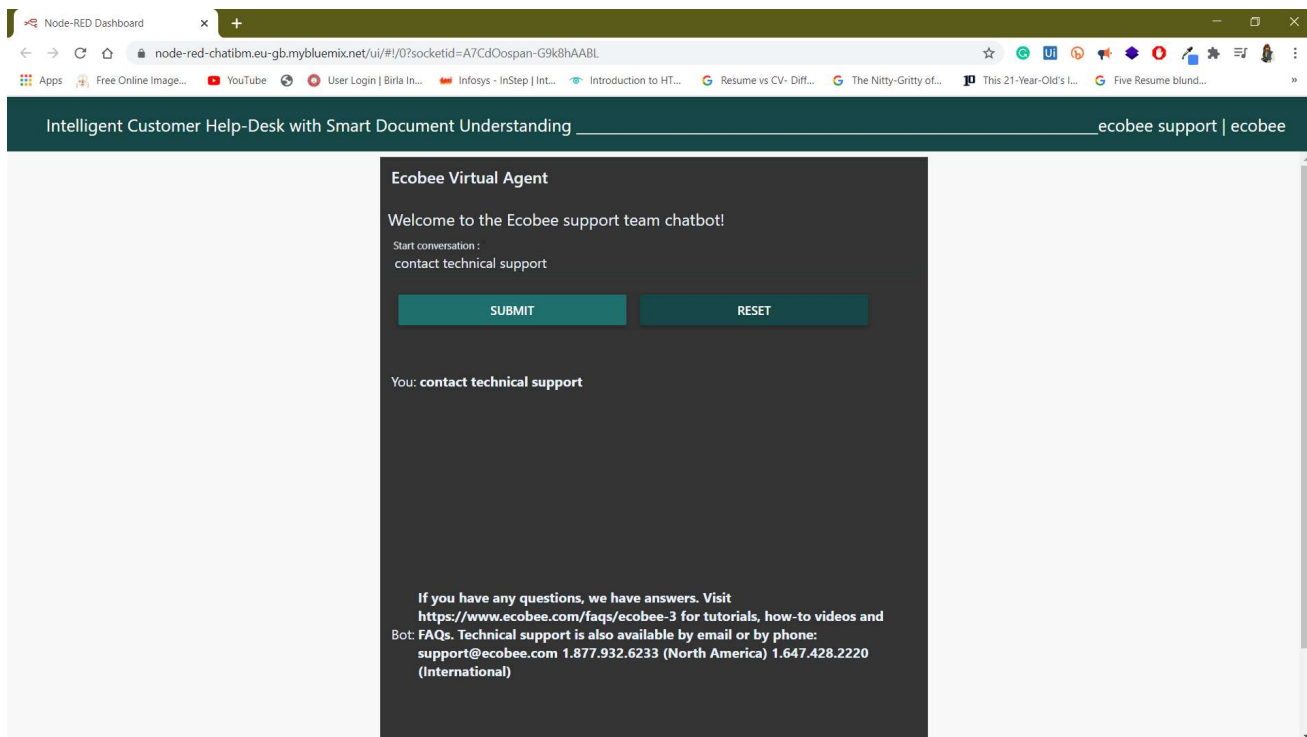 Node-RED Dashboard
node-red-chatibm.eu-gb.mybluemix.net/ui/#!/0?socketid=A7CdOospan-G9k8hAABL
Apps Free Online Image... YouTube User Login | Birla In... Infosys - InStep | Int... Introduction to HT... Resume vs CV- Diff... The Nitty-Gritty of... This 21-Year-Old's I... Five Resume blund... »
Intelligent Customer Help-Desk with Smart Document Understanding ________ecobee support | ecobee
Ecobee Virtual Agent
Welcome to the Ecobee support team chatbot!
Start conversation :
contact technical support
SUBMIT RESET
You: contact technical support
If you have any questions, we have answers. Visit
https://www.ecobee.com/faqs/ecobee-3 for tutorials, how-to videos and
Bot: FAQs. Technical support is also available by email or by phone:
support@ecobee.com 1.877.932.6233 (North America) 1.647.428.2220
(International)